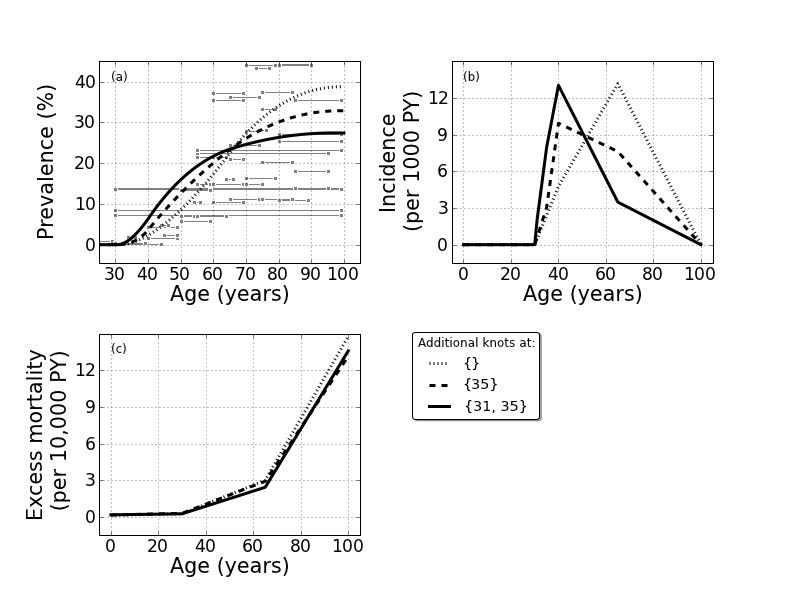 (a)
Prevalence (%)
40
30
20
10
0
30 40 50 60 70 80 90 100
Age (years)
(b)
Incidence
(per 1000 PY)
12
9
6
3
0
0 20 40 60 80 100
Age (years)
(c)
Excess mortality
(per 10,000 PY)
12
9
6
3
0
0 20 40 60 80 100
Age (years)
Additional knots at:
{}
{35}
{31, 35}